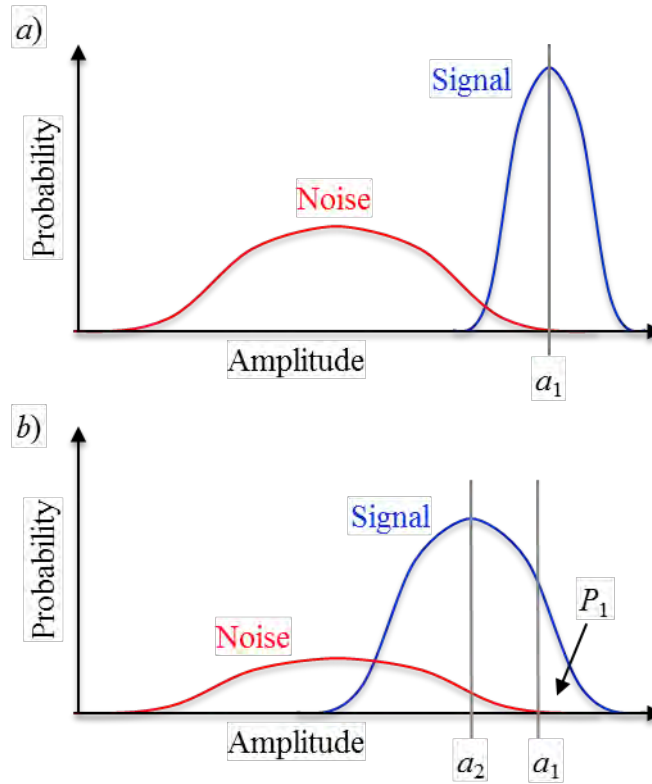 a)
Signal
Noise
Probability
Amplitude
a1
b)
Signal
P1
Noise
Probability
Amplitude
a2
a1